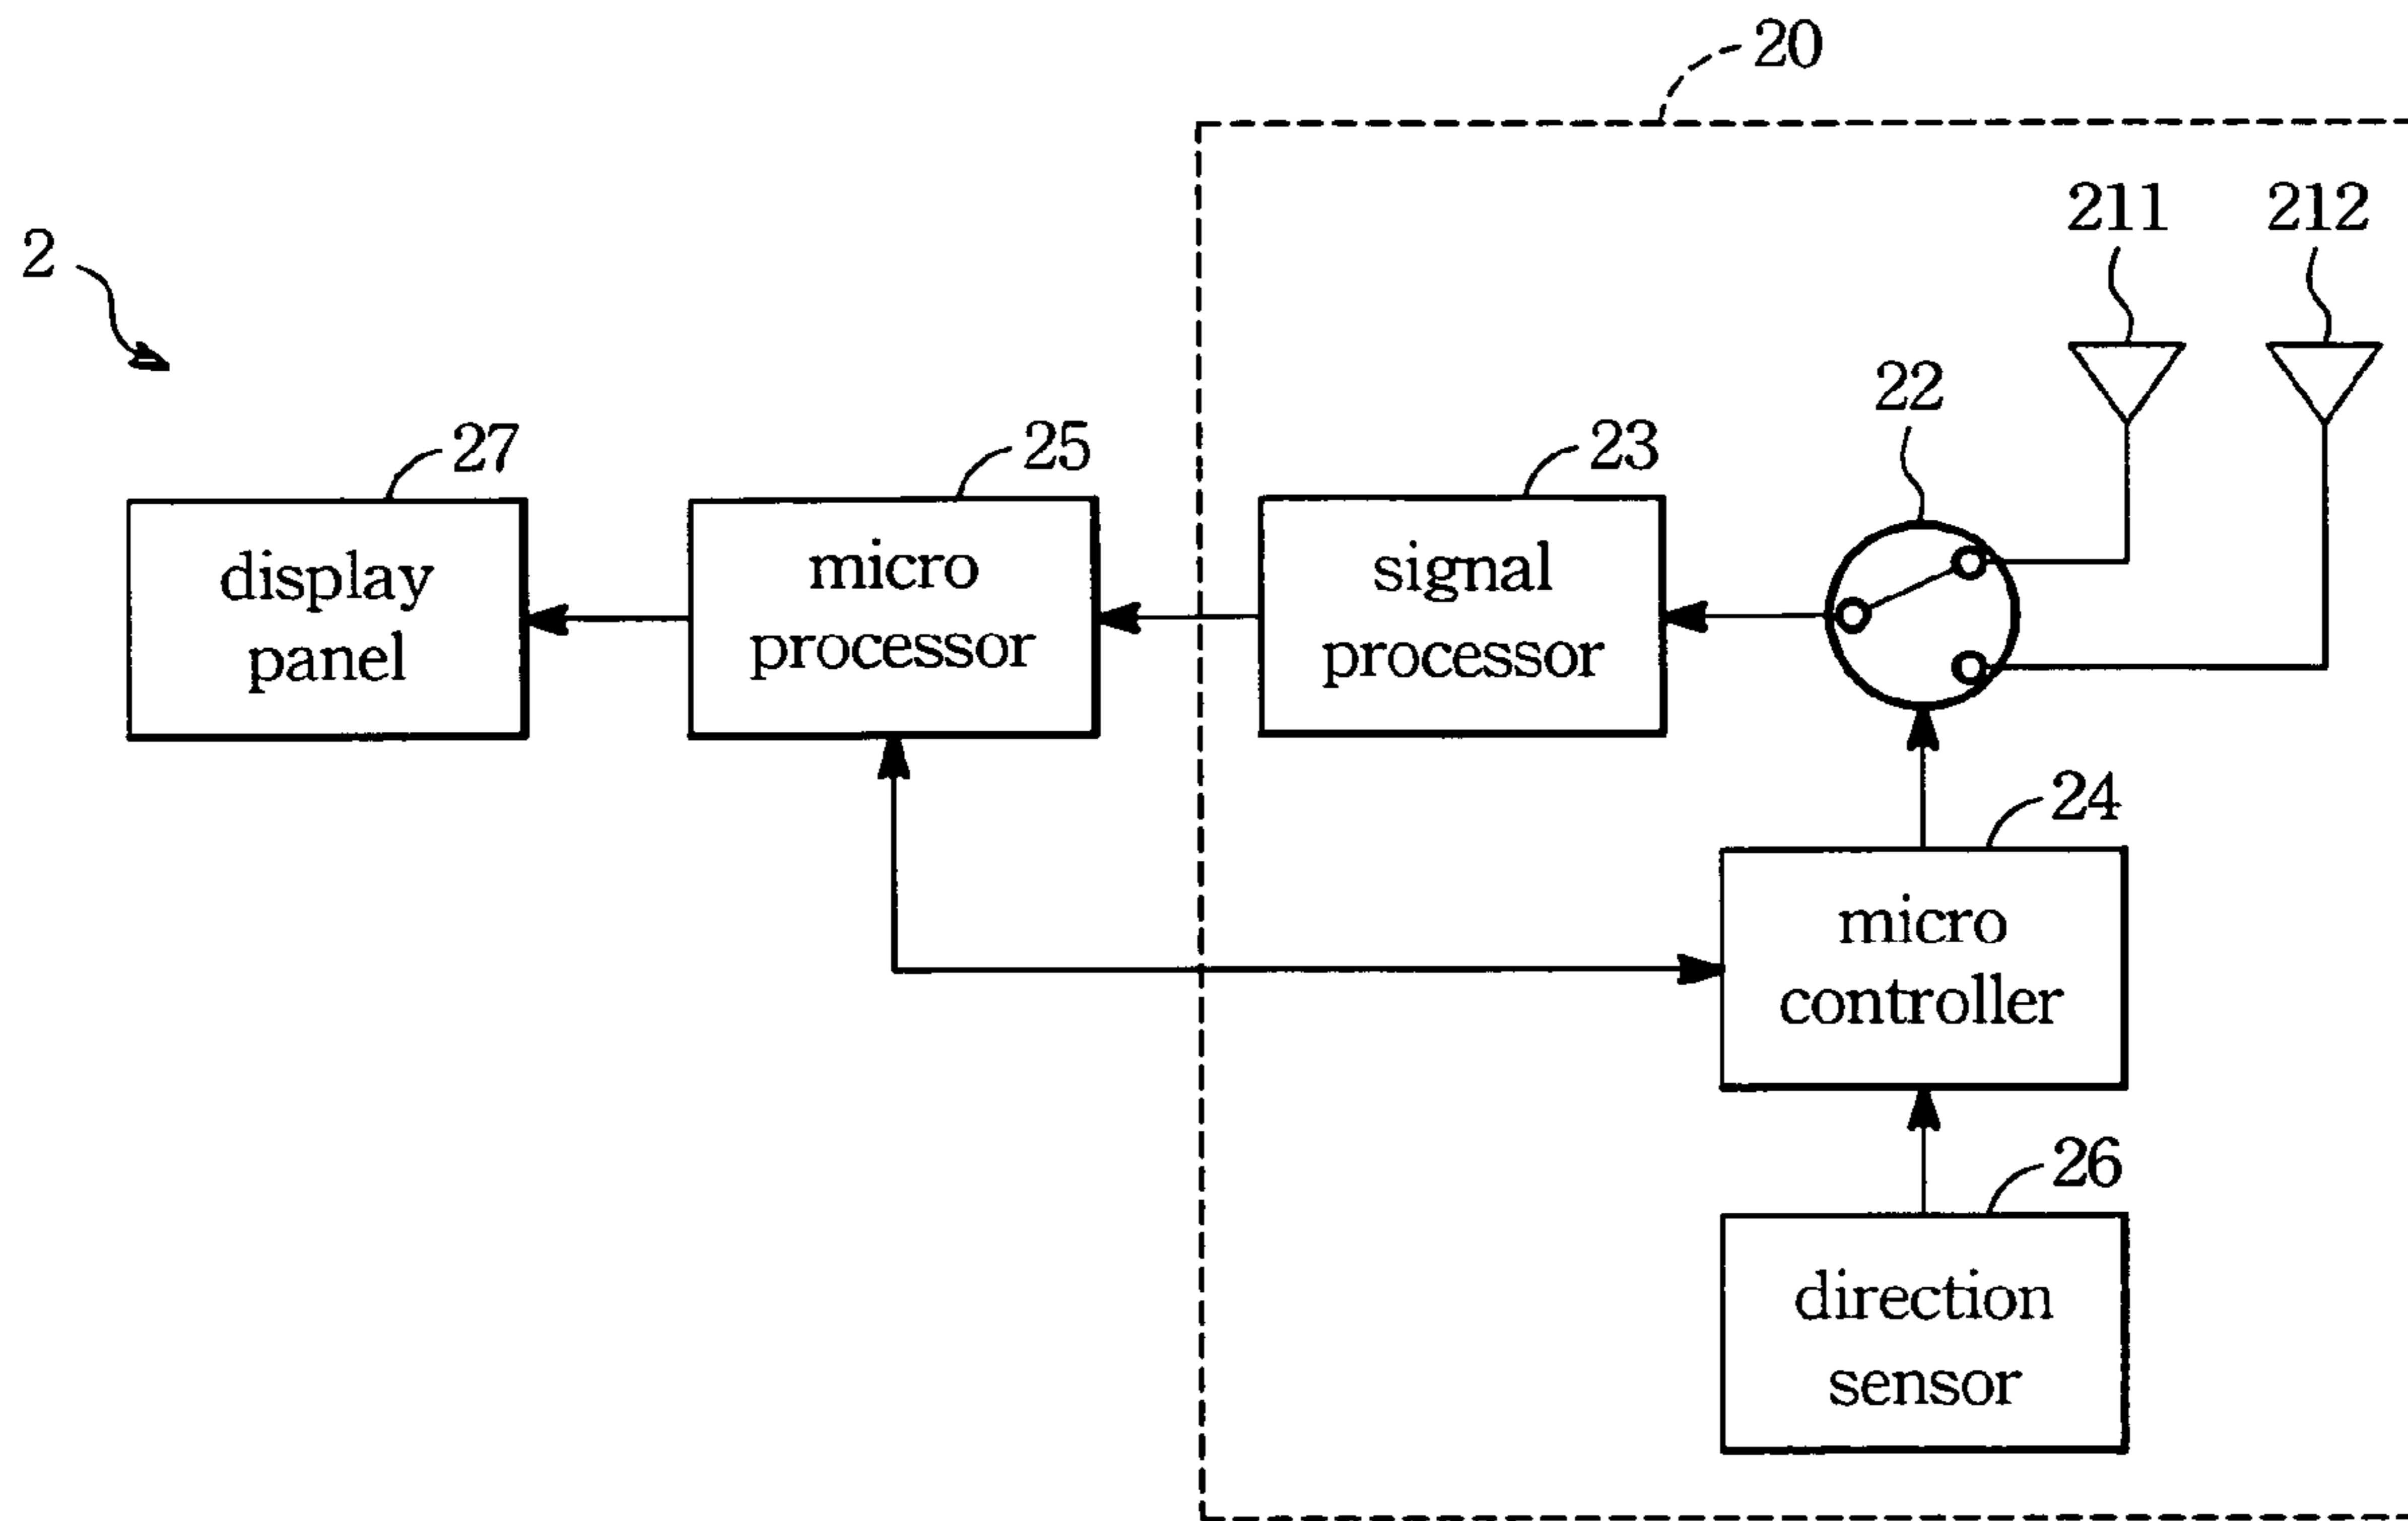 20
211 212
2
22
27 25 23
display
panel
micro
processor
signal
processor
24
micro
controller
26
direction
sensor